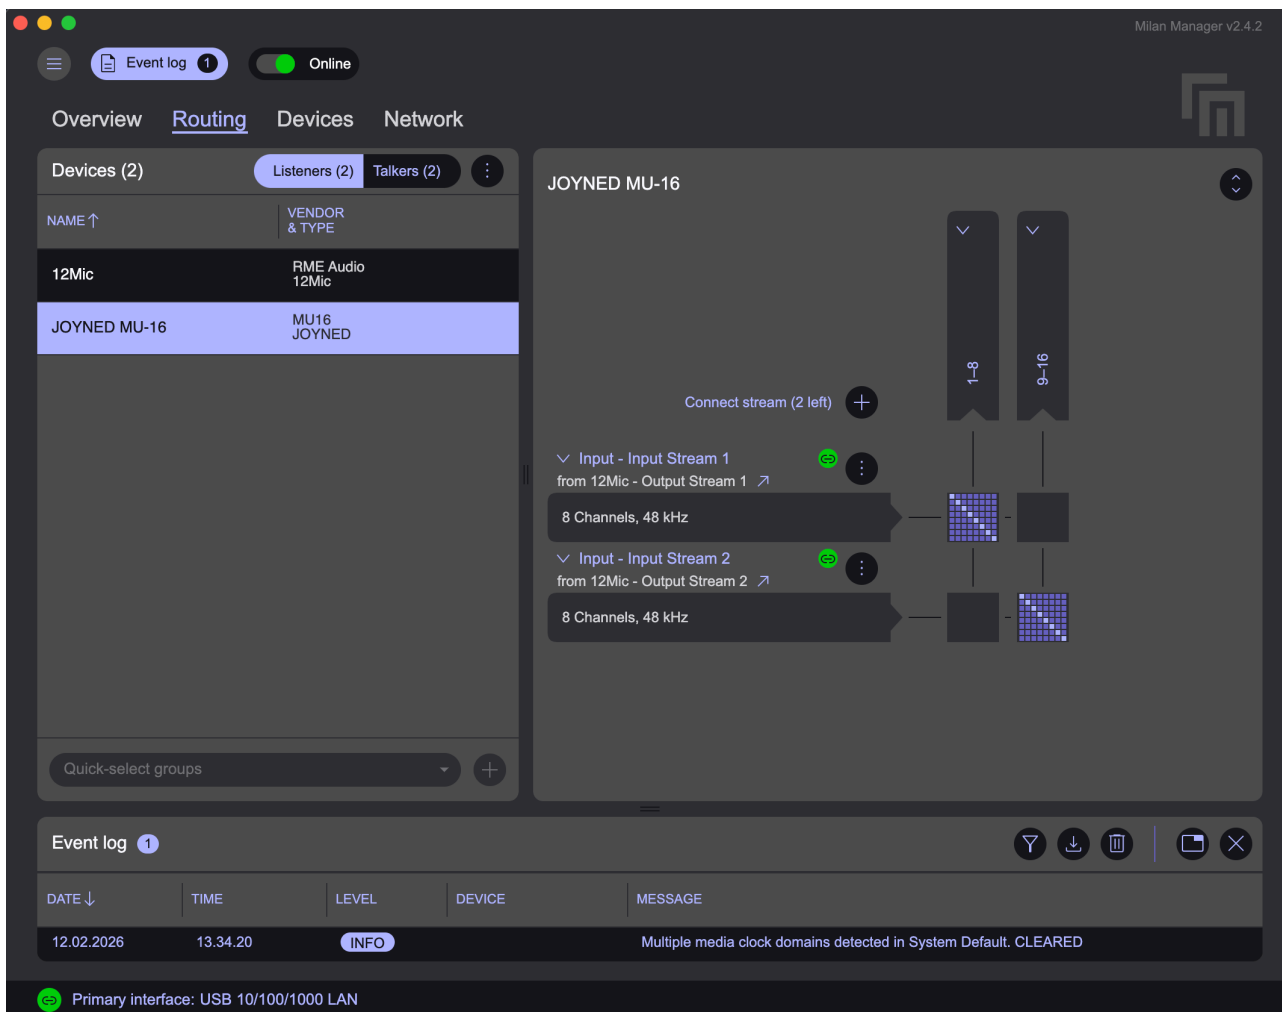 Milan Manager v2.4.2
Event log 1
Online
Overview Routing Devices Network
Devices (2)
Listeners (2) Talkers (2)
NAME
VENDOR
& TYPE
12Mic
RME Audio
12Mic
JOYNED MU-16
MU16
JOYNED
Quick-select groups
JOYNED MU-16
1–8
9–16
Connect stream (2 left)
Input - Input Stream 1
from 12Mic - Output Stream 1
8 Channels, 48 kHz
Input - Input Stream 2
from 12Mic - Output Stream 2
8 Channels, 48 kHz
Event log 1
DATE TIME LEVEL DEVICE MESSAGE
12.02.2026 13.34.20 INFO Multiple media clock domains detected in System Default. CLEARED
Primary interface: USB 10/100/1000 LAN